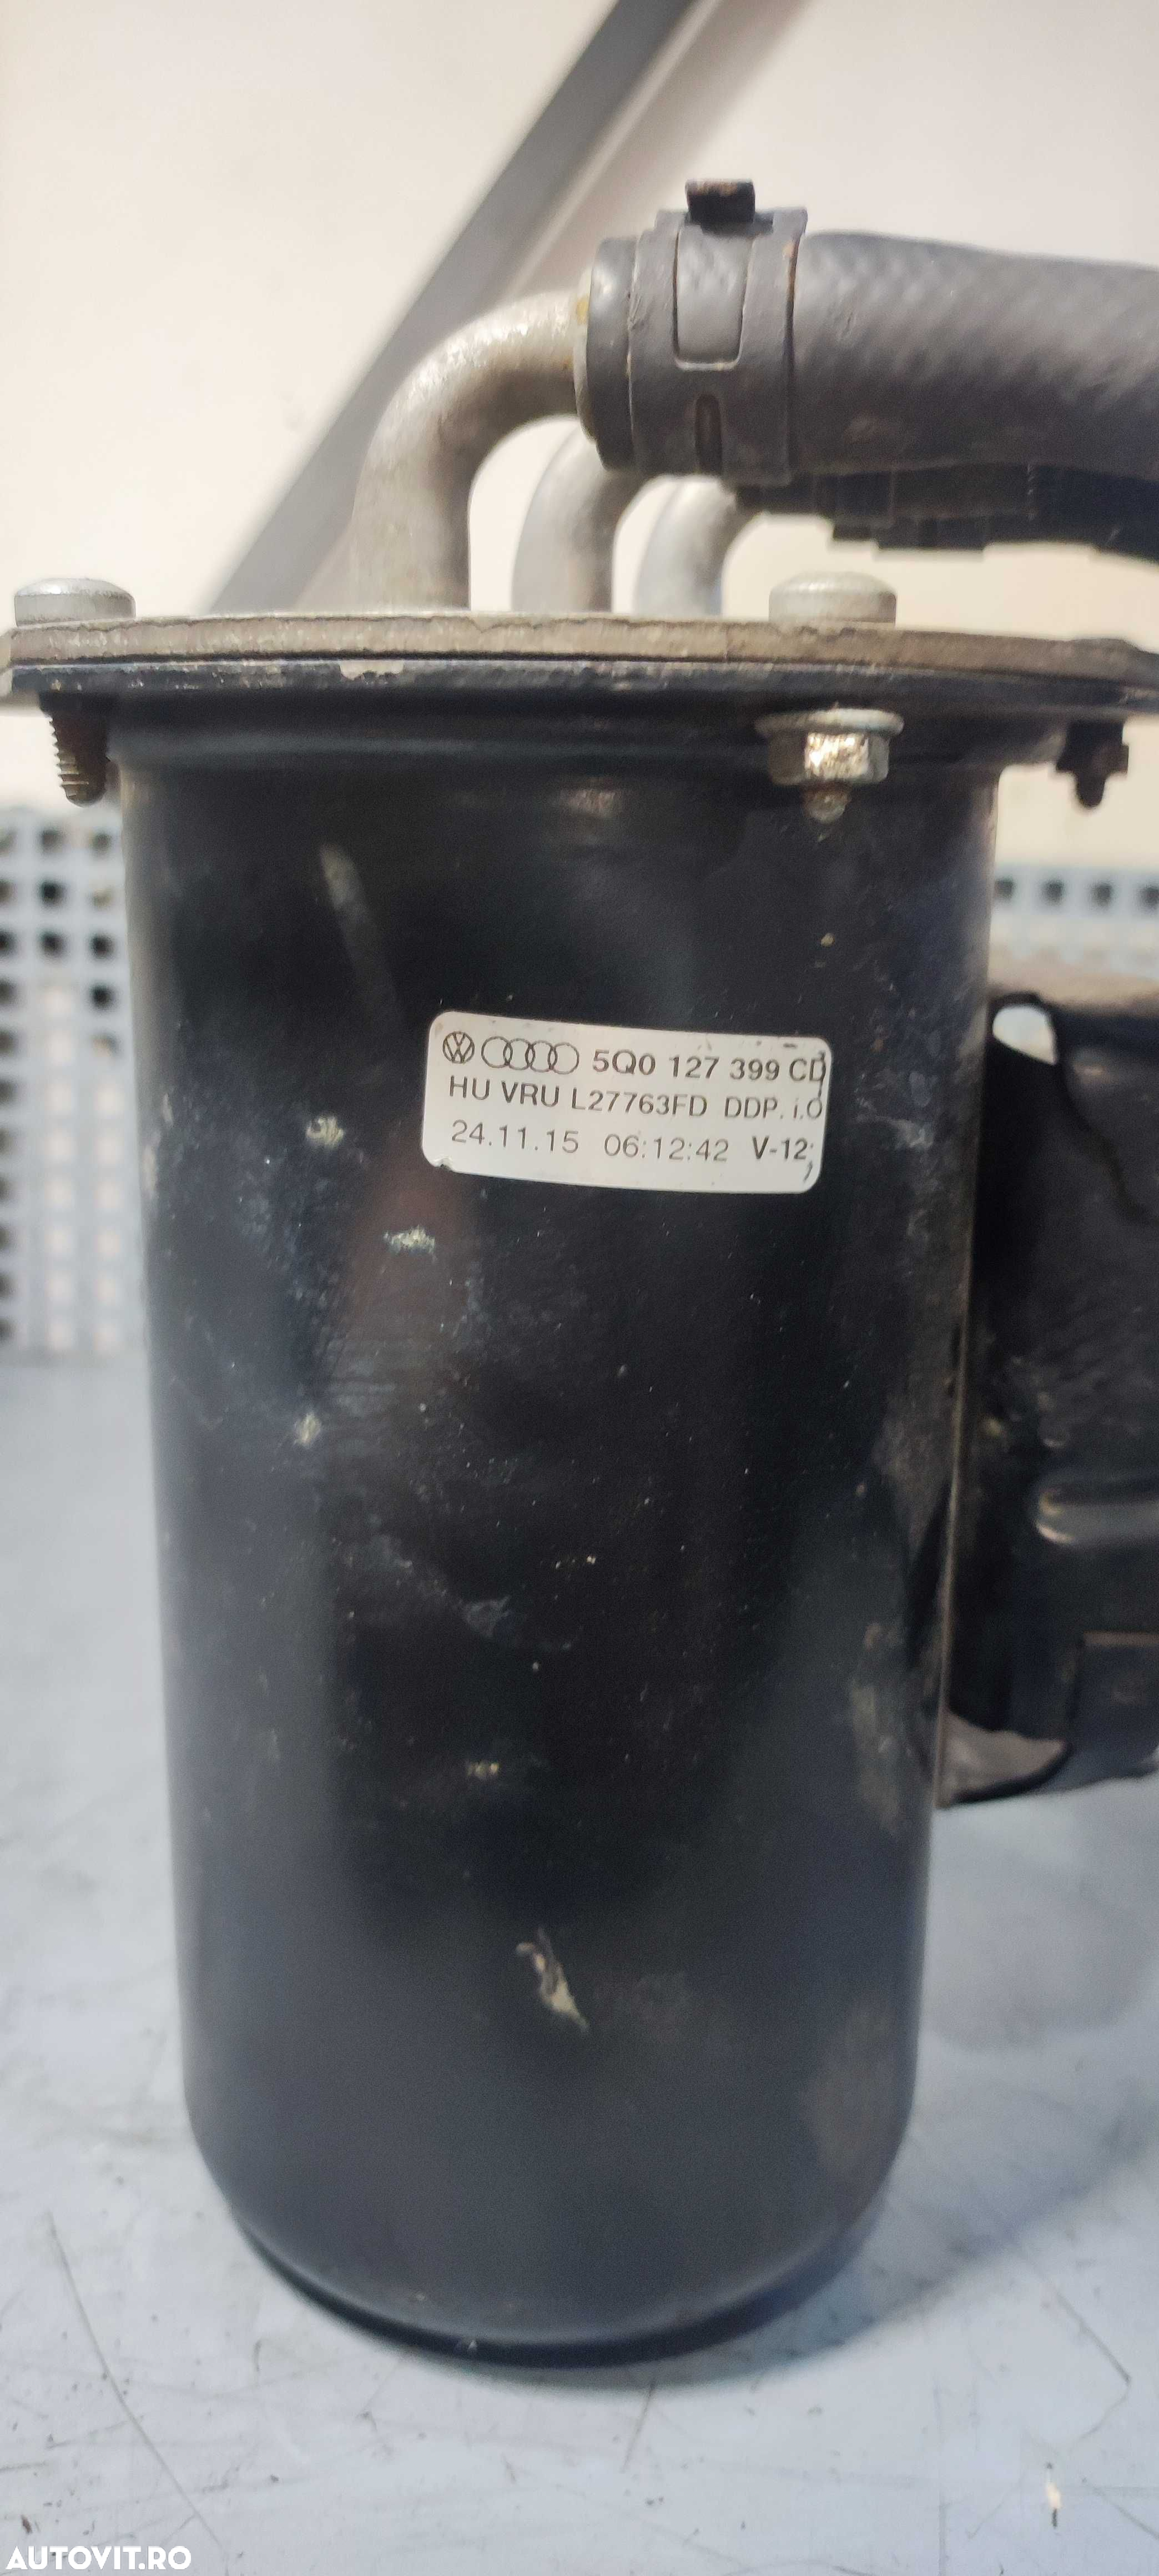 5Q0 127 399 CD
HU VRU L27763FD DDP. i.O
24.11.15 06:12:42 V-12
AUTOVIT.RO